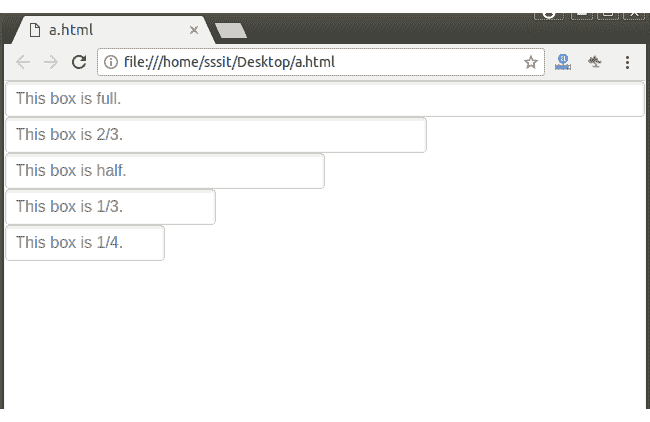 a.html
file:///home/sssit/Desktop/a.html
This box is full.
This box is 2/3.
This box is half.
This box is 1/3.
This box is 1/4.